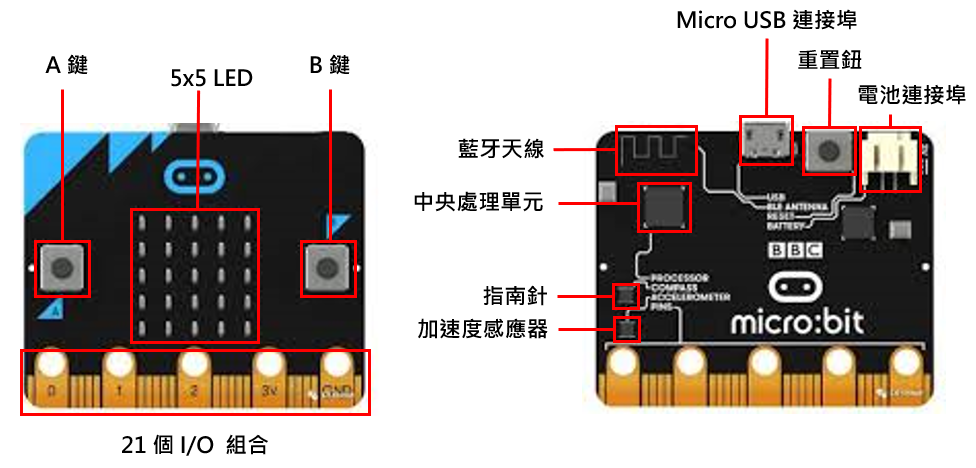 Micro USB 連接埠
重置鈕
電池連接埠
A 鍵
5x5 LED
B 鍵
藍牙天線
中央處理單元
指南針
加速度感應器
USB
BLE ANTENNA
RESET
BATTERY
BBC
PROCESSOR
COMPASS
ACCELEROMETER
PINS
micro:bit
A
0
1
2
3V
GND
21 個 I/O 組合